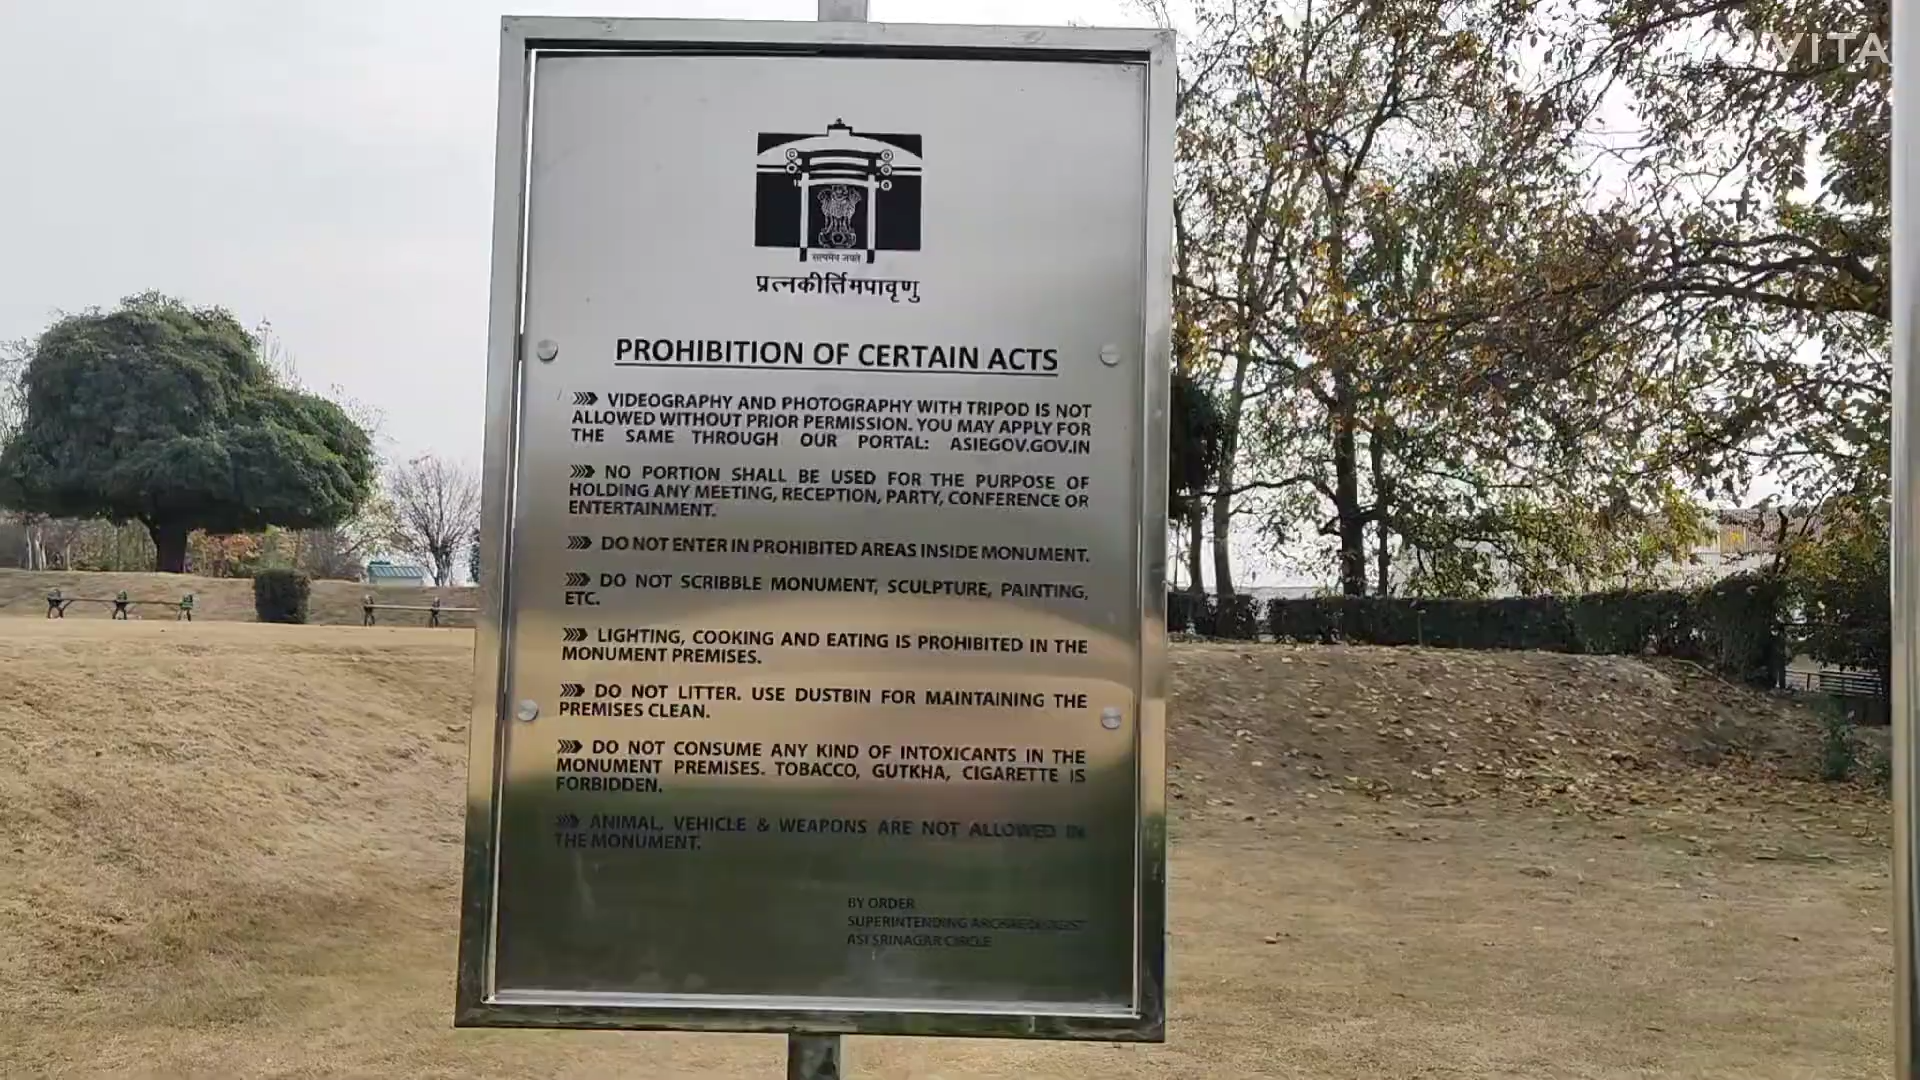 VITA
सत्यमेव जयते
प्रत्नकीर्तिमपावृणु
PROHIBITION OF CERTAIN ACTS
VIDEOGRAPHY AND PHOTOGRAPHY WITH TRIPOD IS NOT
ALLOWED WITHOUT PRIOR PERMISSION. YOU MAY APPLY FOR
THE SAME THROUGH OUR PORTAL: ASIEGOV.GOV.IN
NO PORTION SHALL BE USED FOR THE PURPOSE OF
HOLDING ANY MEETING, RECEPTION, PARTY, CONFERENCE OR
ENTERTAINMENT.
DO NOT ENTER IN PROHIBITED AREAS INSIDE MONUMENT.
DO NOT SCRIBBLE MONUMENT, SCULPTURE, PAINTING,
ETC.
LIGHTING, COOKING AND EATING IS PROHIBITED IN THE
MONUMENT PREMISES.
DO NOT LITTER. USE DUSTBIN FOR MAINTAINING THE
PREMISES CLEAN.
DO NOT CONSUME ANY KIND OF INTOXICANTS IN THE
MONUMENT PREMISES. TOBACCO, GUTKHA, CIGARETTE IS
FORBIDDEN.
ANIMAL, VEHICLE & WEAPONS ARE NOT ALLOWED IN
THE MONUMENT.
BY ORDER
SUPERINTENDING ARCHAEOLOGIST
ASI SRINAGAR CIRCLE